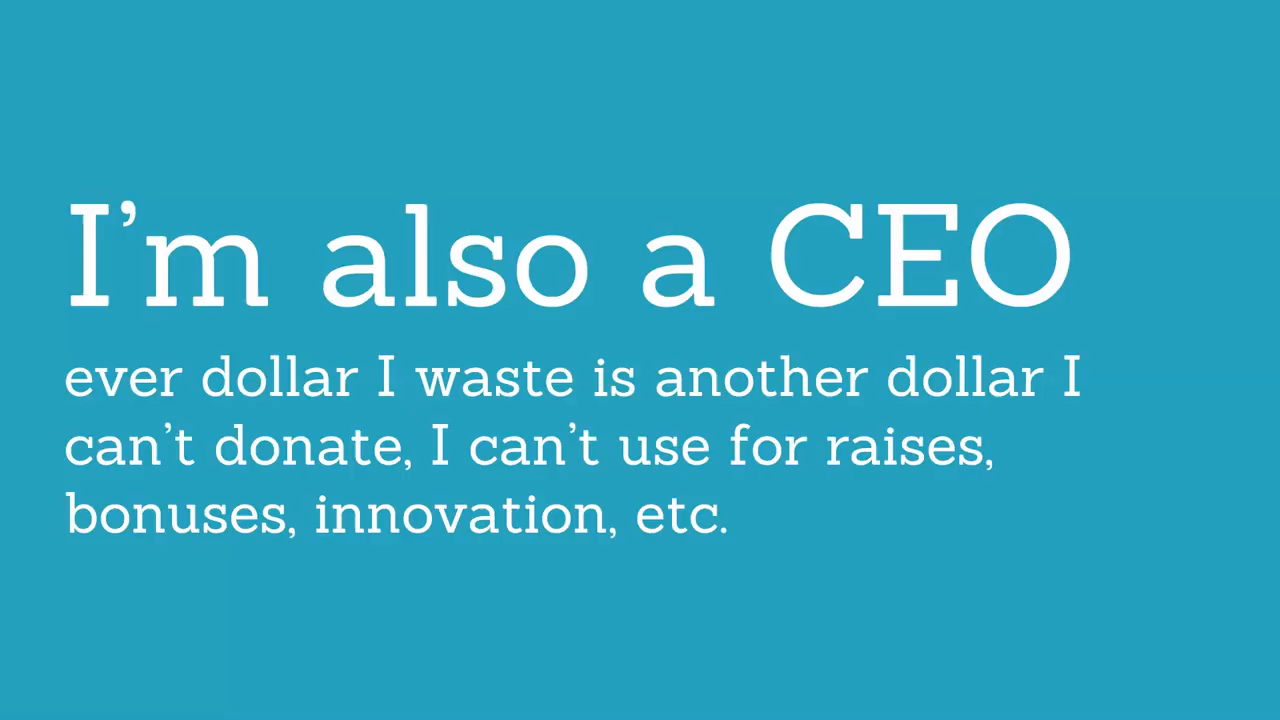 I’m also a CEO
ever dollar I waste is another dollar I
can’t donate, I can’t use for raises,
bonuses, innovation, etc.